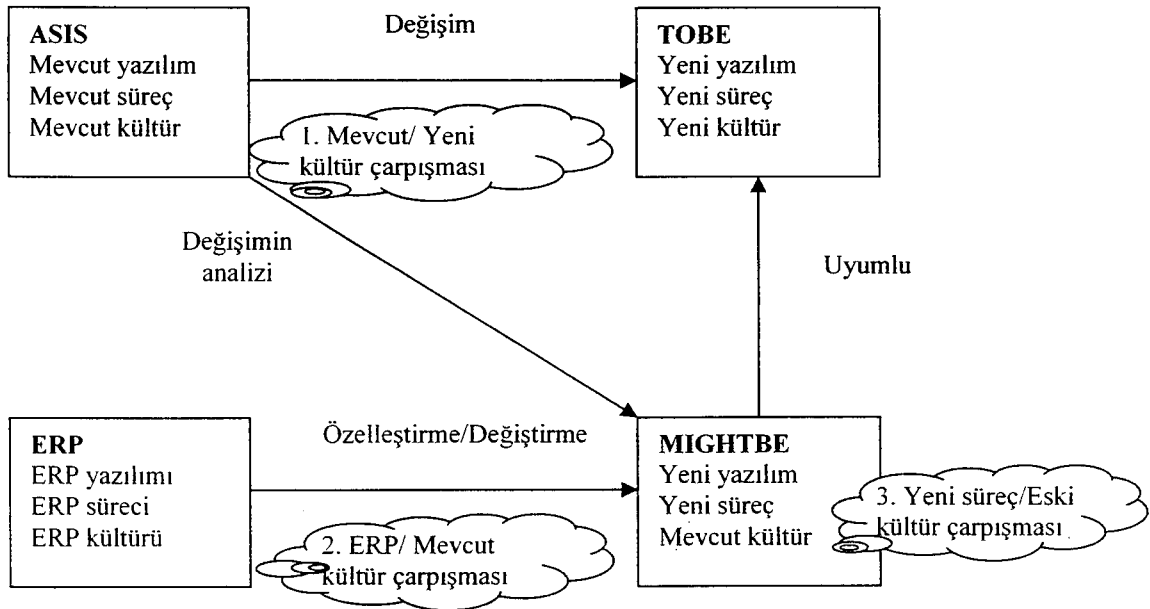 ASIS
Mevcut yazılım
Mevcut süreç
Mevcut kültür
Değişim
TOBE
Yeni yazılım
Yeni süreç
Yeni kültür
1. Mevcut/ Yeni
kültür çarpışması
Değişimin
analizi
Uyumlu
ERP
ERP yazılımı
ERP süreci
ERP kültürü
Özelleştirme/Değiştirme
2. ERP/ Mevcut
kültür çarpışması
MIGHTBE
Yeni yazılım
Yeni süreç
Mevcut kültür
3. Yeni süreç/Eski
kültür çarpışması